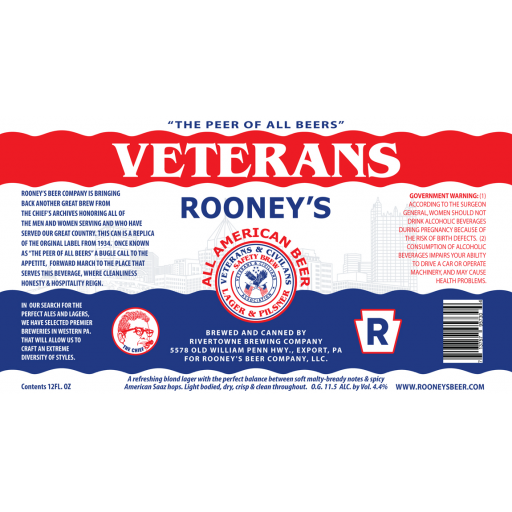 "THE PEER OF ALL BEERS"
VETERANS
ROONEY'S
ROONEY'S BEER COMPANY IS BRINGING
BACK ANOTHER GREAT BREW FROM
THE CHIEF'S ARCHIVES HONORING ALL OF
THE MEN AND WOMEN SERVING AND WHO HAVE
SERVED OUR GREAT COUNTRY, THIS CAN IS A REPLICA
OF THE ORGINAL LABEL FROM 1934. ONCE KNOWN
AS "THE PEER OF ALL BEERS" A BUGLE CALL TO THE
APPETITE, FORWARD MARCH TO THE PLACE THAT
SERVES THIS BEVERAGE, WHERE CLEANLINESS
HONESTY & HOSPITALITY REIGN.
IN OUR SEARCH FOR THE
PERFECT ALES AND LAGERS,
WE HAVE SELECTED PREMIER
BREWERIES IN WESTERN PA.
THAT WILL ALLOW US TO
CRAFT AN EXTREME
DIVERSITY OF STYLES.
THE CHIEF
Contents 12FL. OZ
ALL AMERICAN BEER
VETERANS & CIVILIANS
SAFETY BREW
LAGER & PILSNER
BREWED AND CANNED BY
RIVERTOWNE BREWING COMPANY
5578 OLD WILLIAM PENN HWY., EXPORT, PA
FOR ROONEY'S BEER COMPANY, LLC.
A refreshing blond lager with the perfect balance between soft malty-bready notes & spicy
American Saaz hops. Light bodied, dry, crisp & clean throughout. O.G. 11.5 ALC. by Vol. 4.4%
GOVERNMENT WARNING: (1)
ACCORDING TO THE SURGEON
GENERAL, WOMEN SHOULD NOT
DRINK ALCOHOLIC BEVERAGES
DURING PREGNANCY BECAUSE OF
THE RISK OF BIRTH DEFECTS. (2)
CONSUMPTION OF ALCOHOLIC
BEVERAGES IMPAIRS YOUR ABILITY
TO DRIVE A CAR OR OPERATE
MACHINERY, AND MAY CAUSE
HEALTH PROBLEMS.
R
WWW.ROONEYSBEER.COM